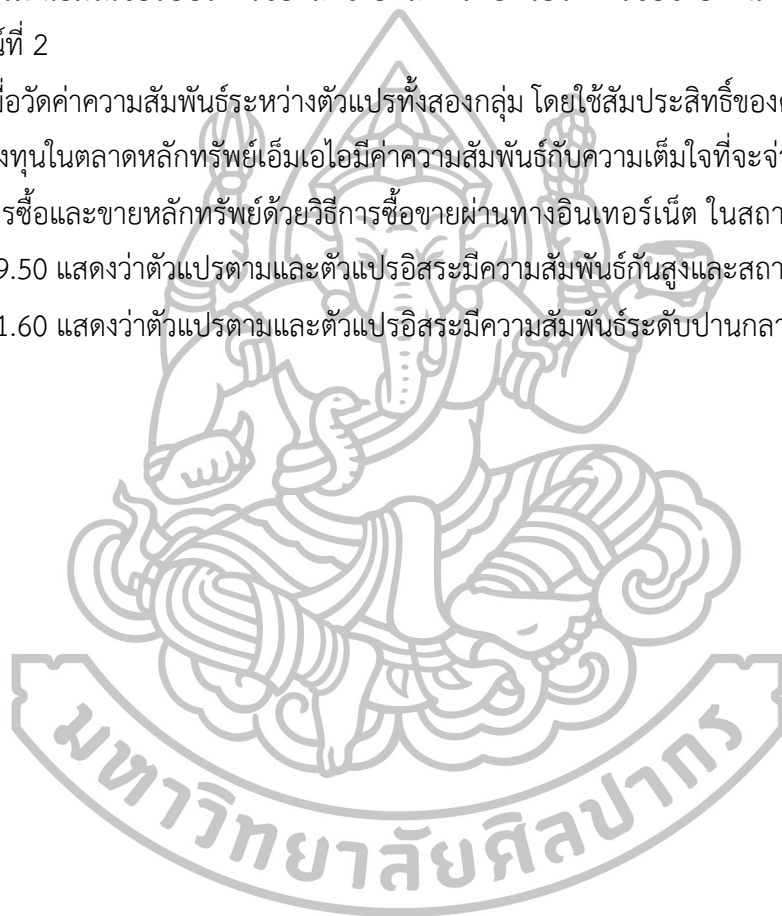 ที่ 2
วัดค่าความสัมพันธ์ระหว่างตัวแปรทั้งสองกลุ่ม โดยใช้สัมประสิทธิ์ของ
ทุนในตลาดหลักทรัพย์เอ็มเอไอมีค่าความสัมพันธ์กับความเต็มใจที่จะ
ซื้อและขายหลักทรัพย์ด้วยวิธีการซื้อขายผ่านทางอินเทอร์เน็ต ในสถา
9.50 แสดงว่าตัวแปรตามและตัวแปรอิสระมีความสัมพันธ์กันสูงและสถา
1.60 แสดงว่าตัวแปรตามและตัวแปรอิสระมีความสัมพันธ์ระดับปานกลา
มหาวิทยาลัยศิลปากร